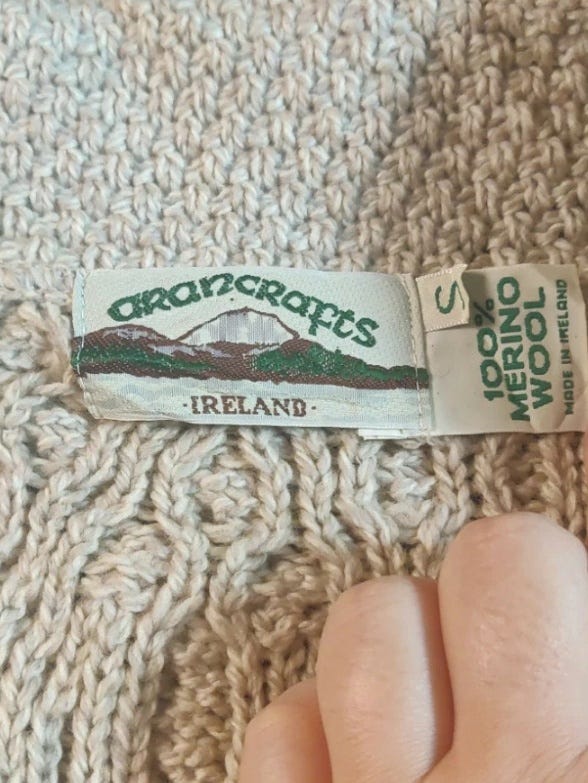 arancrafts
·IRELAND·
S
100%
MERINO
WOOL
MADE IN IRELAND